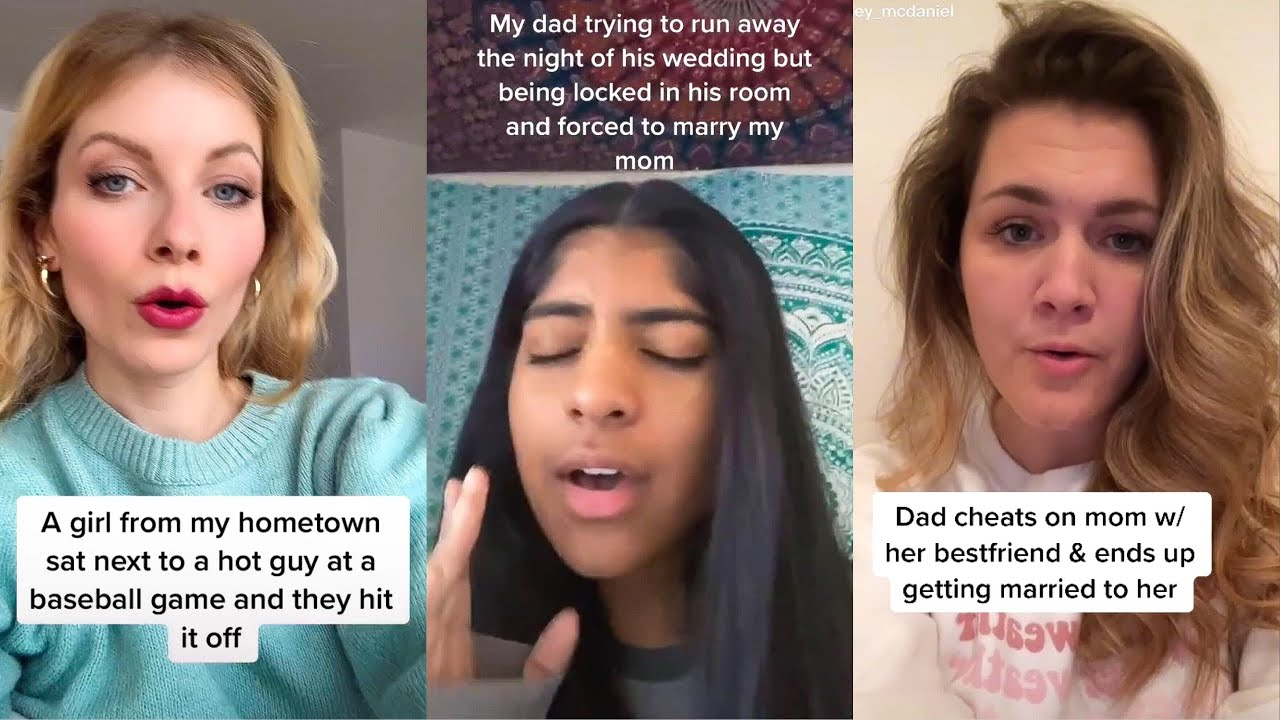 A girl from my hometown
sat next to a hot guy at a
baseball game and they hit
it off
My dad trying to run away
the night of his wedding but
being locked in his room
and forced to marry my
mom
ey_mcdaniel
Dad cheats on mom w/
her bestfriend & ends up
getting married to her